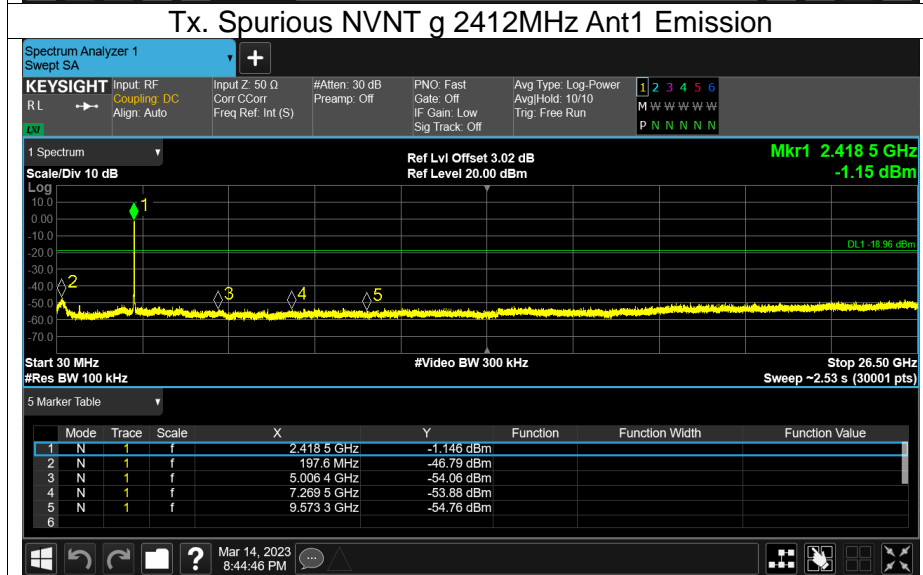 Tx. Spurious NVNT g 2412MHz Ant1 Emission
Spectrum Analyzer 1
Swept SA
+
KEYSIGHT
R L
LXI
Input: RF
Coupling: DC
Align: Auto
Input Z: 50 Ω
Corr CCorr
Freq Ref: Int (S)
#Atten: 30 dB
Preamp: Off
PNO: Fast
Gate: Off
IF Gain: Low
Sig Track: Off
Avg Type: Log-Power
Avg|Hold: 10/10
Trig: Free Run
1 2 3 4 5 6
M W W W W W
P N N N N N
1 Spectrum
Scale/Div 10 dB
Ref Lvl Offset 3.02 dB
Ref Level 20.00 dBm
Mkr1 2.418 5 GHz
-1.15 dBm
Log
10.0
0.00
-10.0
-20.0
-30.0
-40.0
-50.0
-60.0
-70.0
1
2
3
4
5
DL1 -18.96 dBm
Start 30 MHz
#Res BW 100 kHz
#Video BW 300 kHz
Stop 26.50 GHz
Sweep ~2.53 s (30001 pts)
5 Marker Table
Mode Trace Scale X Y Function Function Width Function Value
1 N 1 f 2.418 5 GHz -1.146 dBm
2 N 1 f 197.6 MHz -46.79 dBm
3 N 1 f 5.006 4 GHz -54.06 dBm
4 N 1 f 7.269 5 GHz -53.88 dBm
5 N 1 f 9.573 3 GHz -54.76 dBm
6
?
Mar 14, 2023
8:44:46 PM